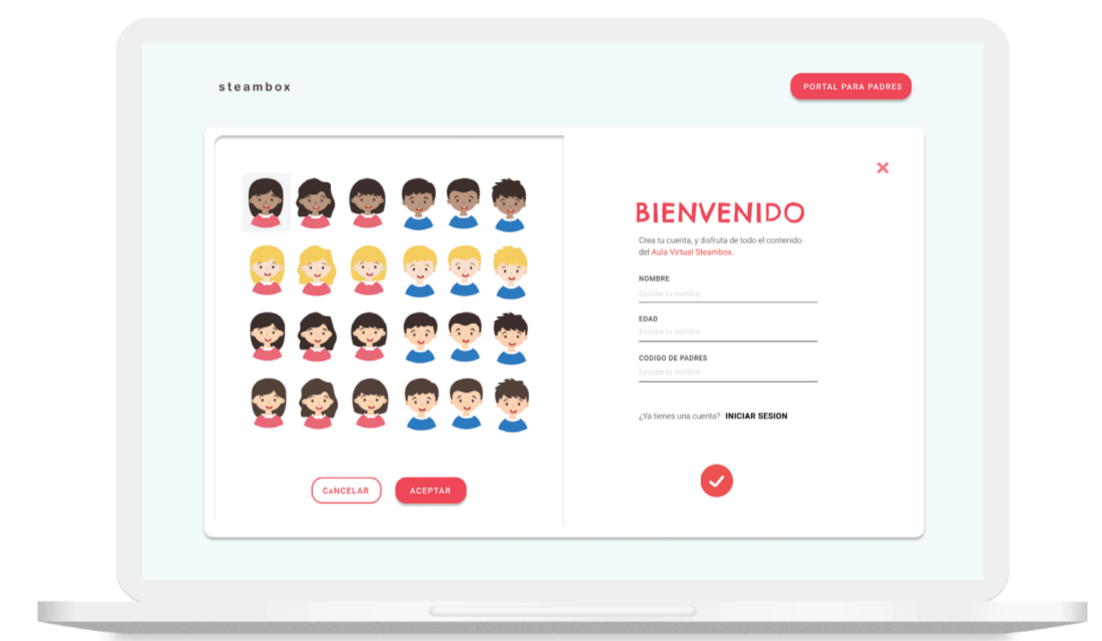 steambox
PORTAL PARA PADRES
BIENVENIDO
Crea tu cuenta, y disfruta de todo el contenido
del Aula Virtual Steambox.
NOMBRE
Escribe tu nombre
EDAD
Escribe tu nombre
CODIGO DE PADRES
Escribe tu nombre
¿Ya tienes una cuenta? INICIAR SESION
CANCELAR
ACEPTAR